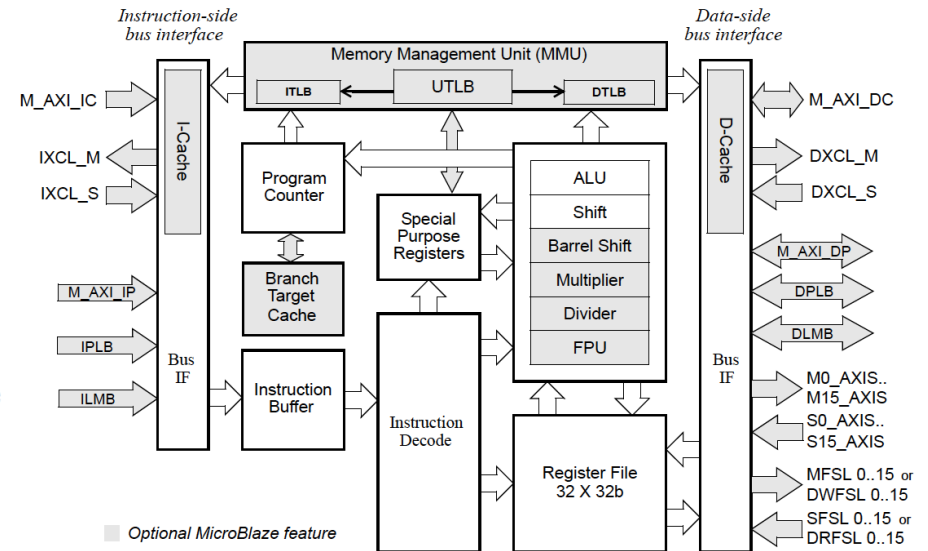 Instruction-side
bus interface
Data-side
bus interface
Memory Management Unit (MMU)
ITLB
UTLB
DTLB
M_AXI_IC
IXCL_M
IXCL_S
I-Cache
M_AXI_IP
IPLB
ILMB
Bus
IF
Program
Counter
Branch
Target
Cache
Special
Purpose
Registers
Instruction
Buffer
Instruction
Decode
ALU
Shift
Barrel Shift
Multiplier
Divider
FPU
Register File
32 X 32b
D-Cache
Bus
IF
M_AXI_DC
DXCL_M
DXCL_S
M_AXI_DP
DPLB
DLMB
M0_AXIS..
M15_AXIS
S0_AXIS..
S15_AXIS
MFSL 0..15 or
DWFSL 0..15
SFSL 0..15 or
DRFSL 0..15
Optional MicroBlaze feature